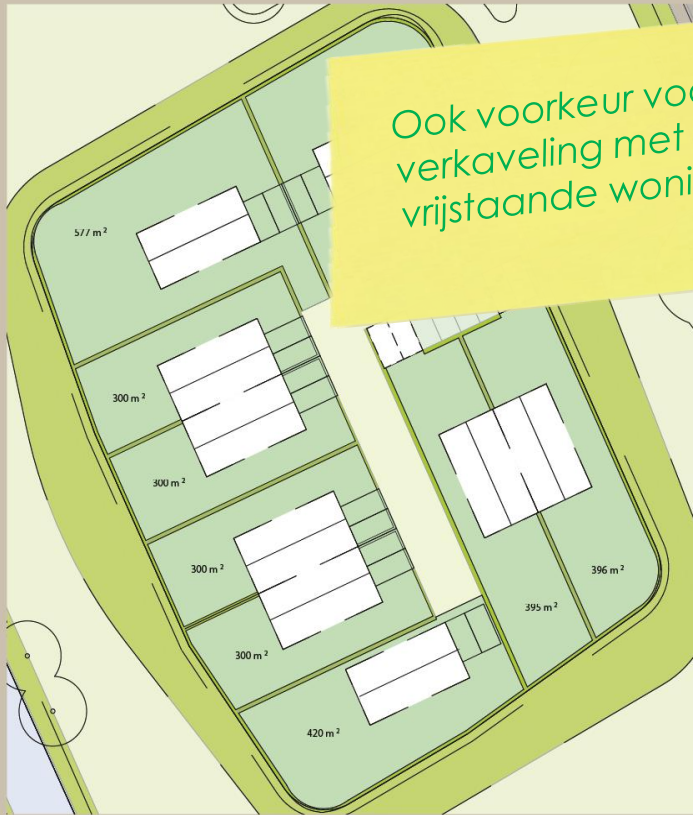 Ook voorkeur voo
verkaveling met
vrijstaande woni
577 m²
300 m²
300 m²
300 m²
396 m²
395 m²
300 m²
420 m²